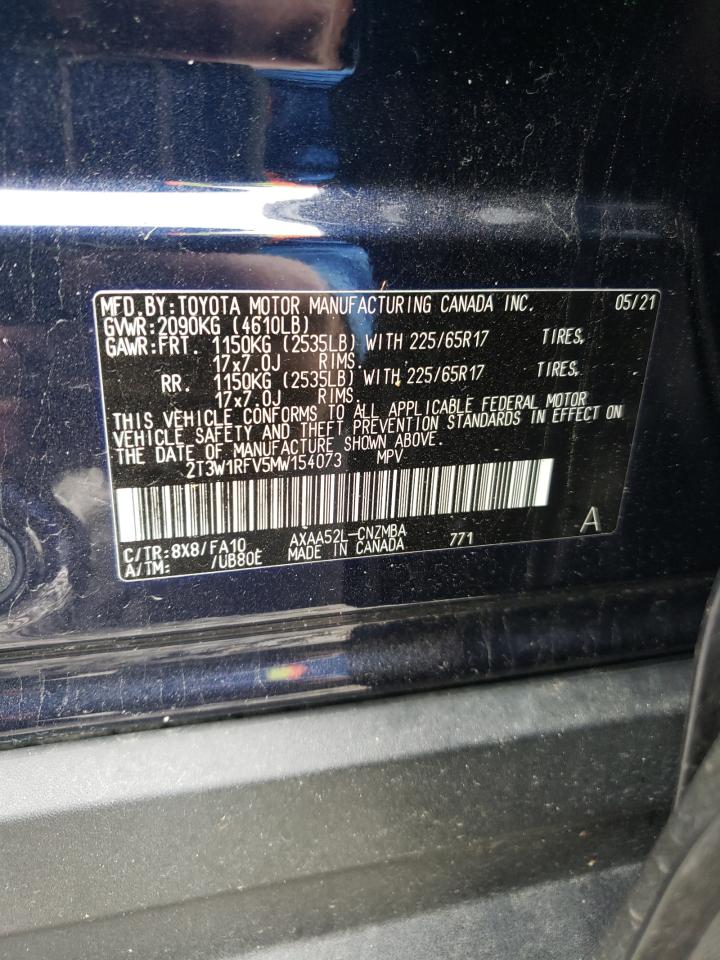 MFD.BY:TOYOTA MOTOR MANUFACTURING CANADA INC. 05/21
GVWR:2090KG (4610LB)
GAWR:FRT. 1150KG (2535LB) WITH 225/65R17 TIRES,
17x7.0J RIMS.
RR. 1150KG (2535LB) WITH 225/65R17 TIRES,
17x7.0J RIMS.
THIS VEHICLE CONFORMS TO ALL APPLICABLE FEDERAL MOTOR
VEHICLE SAFETY AND THEFT PREVENTION STANDARDS IN EFFECT ON
THE DATE OF MANUFACTURE SHOWN ABOVE.
2T3W1RFV5MW154073 MPV
C/TR:8X8/FA10 AXAA52L-CNZMBA 771 A
A/TM: /UB80E MADE IN CANADA